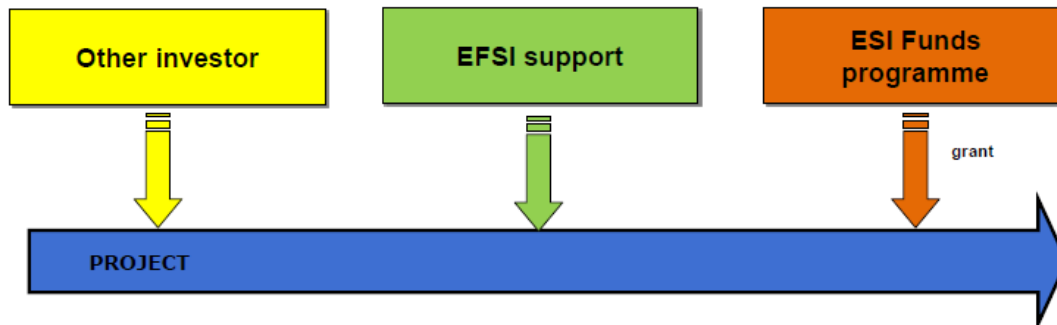 Other investor
EFSI support
ESI Funds
programme
grant
PROJECT